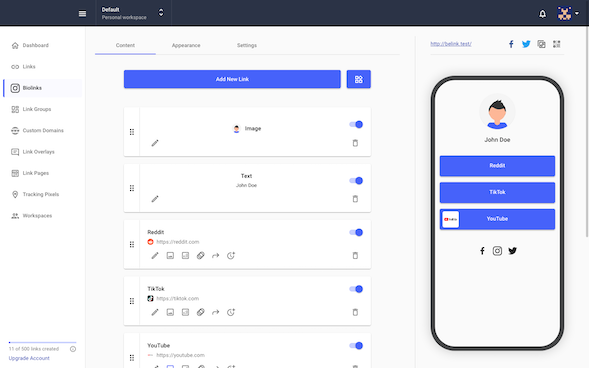 Default
Personal workspace
Dashboard
Links
Biolinks
Link Groups
Custom Domains
Link Overlays
Link Pages
Tracking Pixels
Workspaces
11 of 500 links created
Upgrade Account
Content
Appearance
Settings
Add New Link
Image
Text
John Doe
Reddit
https://reddit.com
TikTok
https://tiktok.com
YouTube
https://youtube.com
http://belink.test/
John Doe
Reddit
TikTok
YouTube